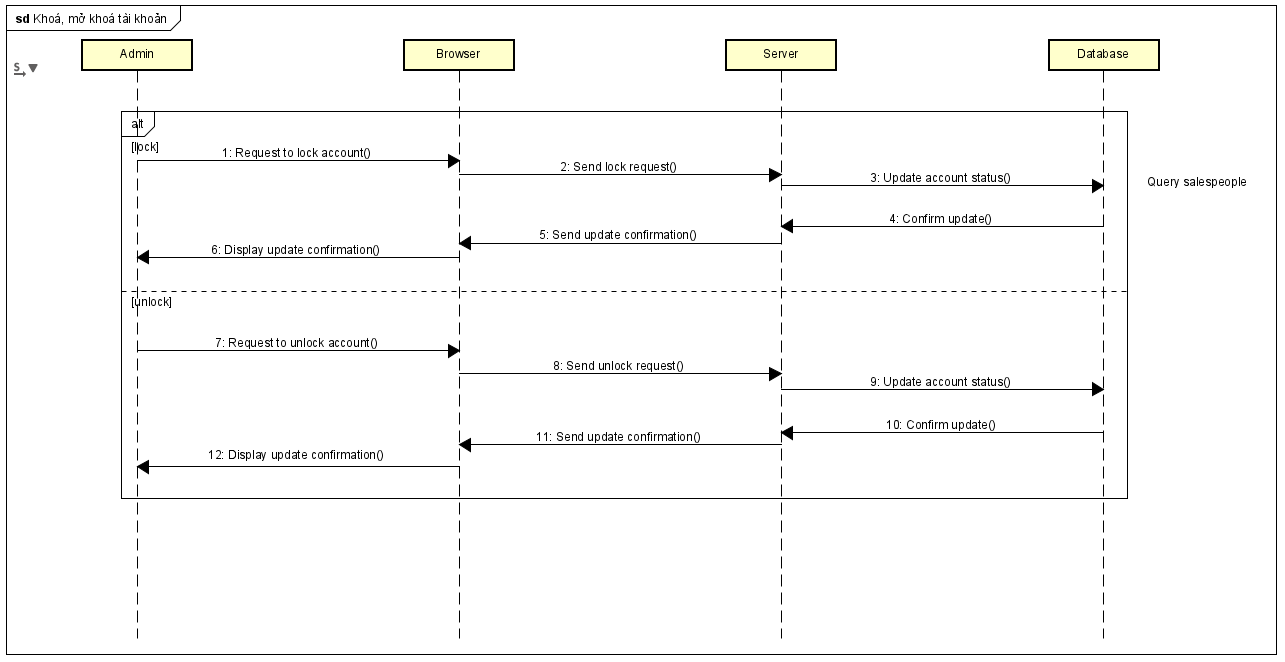 sd Khoá, mở khoá tài khoản
Admin
Browser
Server
Database
S
alt
[lock]
1: Request to lock account()
2: Send lock request()
3: Update account status()
Query salespeople
4: Confirm update()
5: Send update confirmation()
6: Display update confirmation()
[unlock]
7: Request to unlock account()
8: Send unlock request()
9: Update account status()
10: Confirm update()
11: Send update confirmation()
12: Display update confirmation()